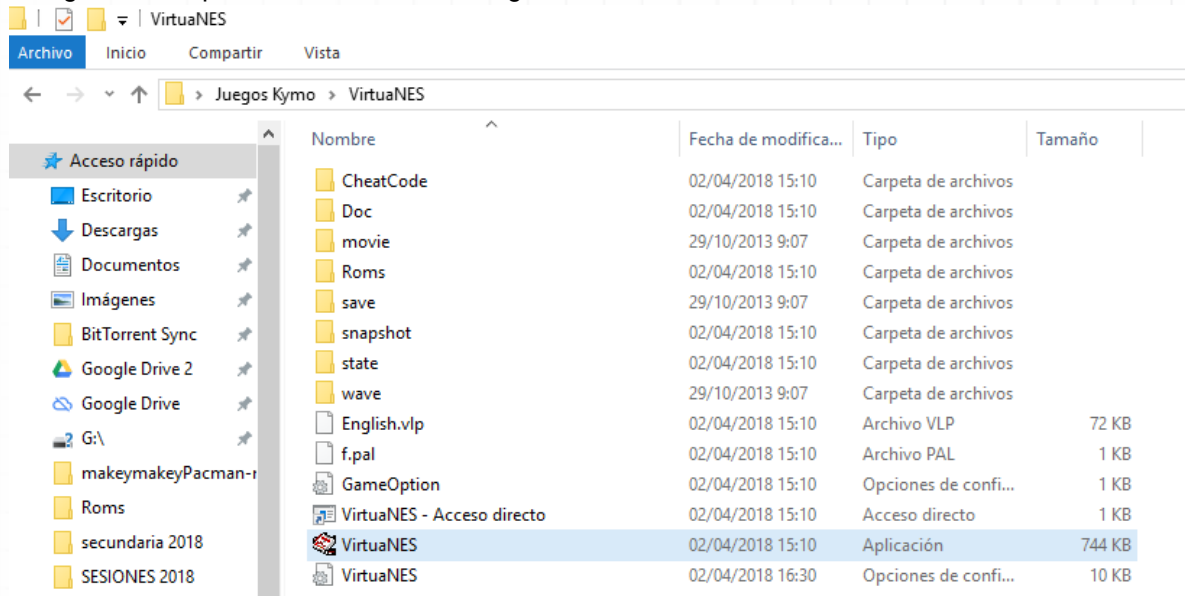 VirtuaNES
Archivo Inicio Compartir Vista
Juegos Kymo > VirtuaNES
Nombre Fecha de modifica... Tipo Tamaño
Acceso rápido
Escritorio
Descargas
Documentos
Imágenes
BitTorrent Sync
Google Drive 2
Google Drive
G:\
makeymakeyPacman-r
Roms
secundaria 2018
SESIONES 2018
CheatCode 02/04/2018 15:10 Carpeta de archivos
Doc 02/04/2018 15:10 Carpeta de archivos
movie 29/10/2013 9:07 Carpeta de archivos
Roms 02/04/2018 15:10 Carpeta de archivos
save 29/10/2013 9:07 Carpeta de archivos
snapshot 02/04/2018 15:10 Carpeta de archivos
state 02/04/2018 15:10 Carpeta de archivos
wave 29/10/2013 9:07 Carpeta de archivos
English.vlp 02/04/2018 15:10 Archivo VLP 72 KB
f.pal 02/04/2018 15:10 Archivo PAL 1 KB
GameOption 02/04/2018 15:10 Opciones de confi... 1 KB
VirtuaNES - Acceso directo 02/04/2018 15:10 Acceso directo 1 KB
VirtuaNES 02/04/2018 15:10 Aplicación 744 KB
VirtuaNES 02/04/2018 16:30 Opciones de confi... 10 KB